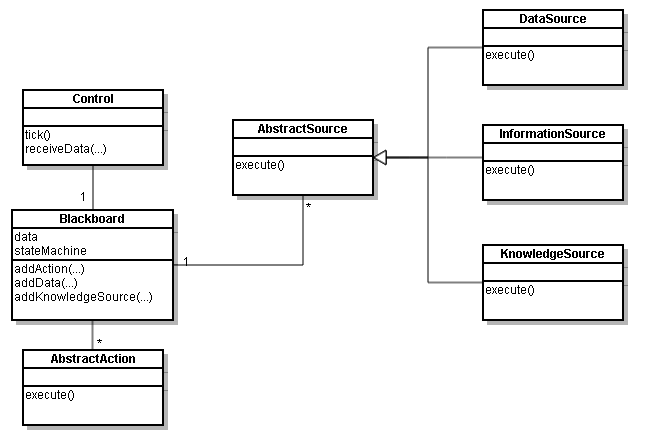 DataSource
execute()
Control
tick()
receiveData(...)
AbstractSource
execute()
InformationSource
execute()
1
*
Blackboard
data
stateMachine
addAction(...)
addData(...)
addKnowledgeSource(...)
1
KnowledgeSource
execute()
*
AbstractAction
execute()